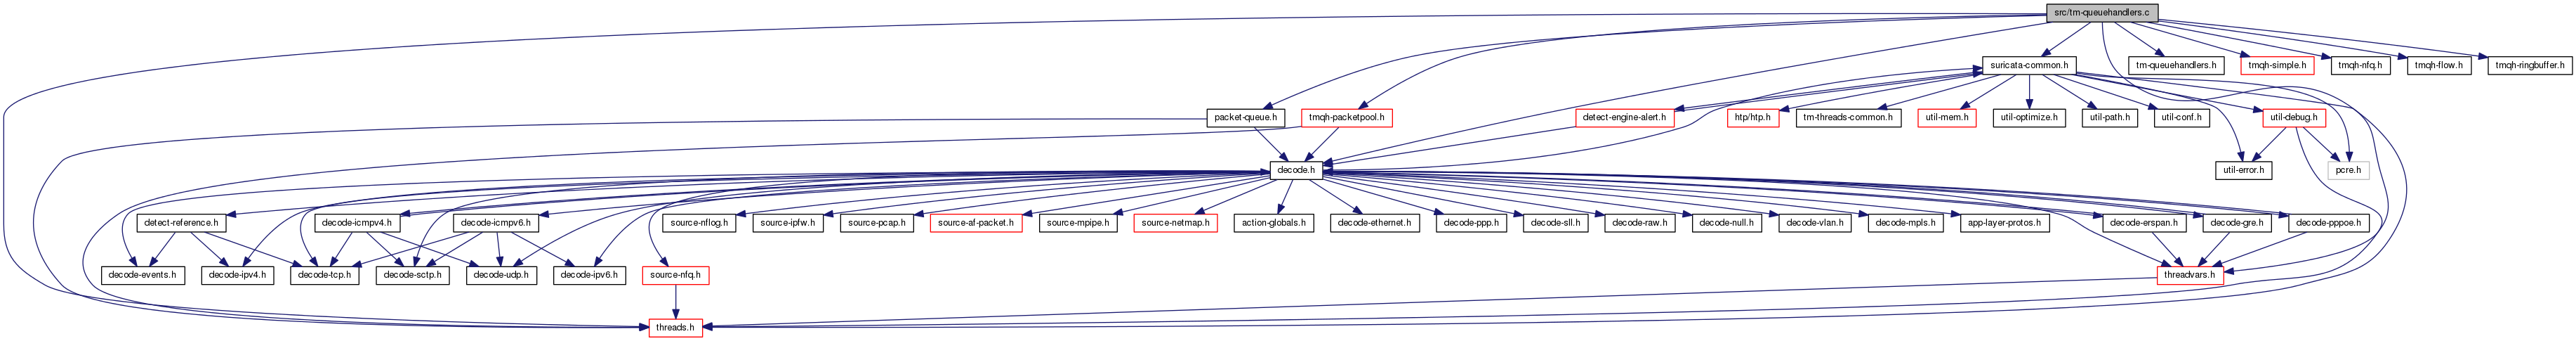 src/tm-queuehandlers.c
suricata-common.h
tm-queuehandlers.h
tmqh-simple.h
tmqh-nfq.h
tmqh-flow.h
tmqh-ringbuffer.h
packet-queue.h
tmqh-packetpool.h
detect-engine-alert.h
htp/htp.h
tm-threads-common.h
util-mem.h
util-optimize.h
util-path.h
util-conf.h
util-debug.h
decode.h
util-error.h
pcre.h
detect-reference.h
decode-icmpv4.h
decode-icmpv6.h
source-nflog.h
source-ipfw.h
source-pcap.h
source-af-packet.h
source-mpipe.h
source-netmap.h
action-globals.h
decode-ethernet.h
decode-ppp.h
decode-sll.h
decode-raw.h
decode-null.h
decode-vlan.h
decode-mpls.h
app-layer-protos.h
decode-erspan.h
decode-gre.h
decode-pppoe.h
decode-events.h
decode-ipv4.h
decode-tcp.h
decode-sctp.h
decode-udp.h
decode-ipv6.h
source-nfq.h
threadvars.h
threads.h